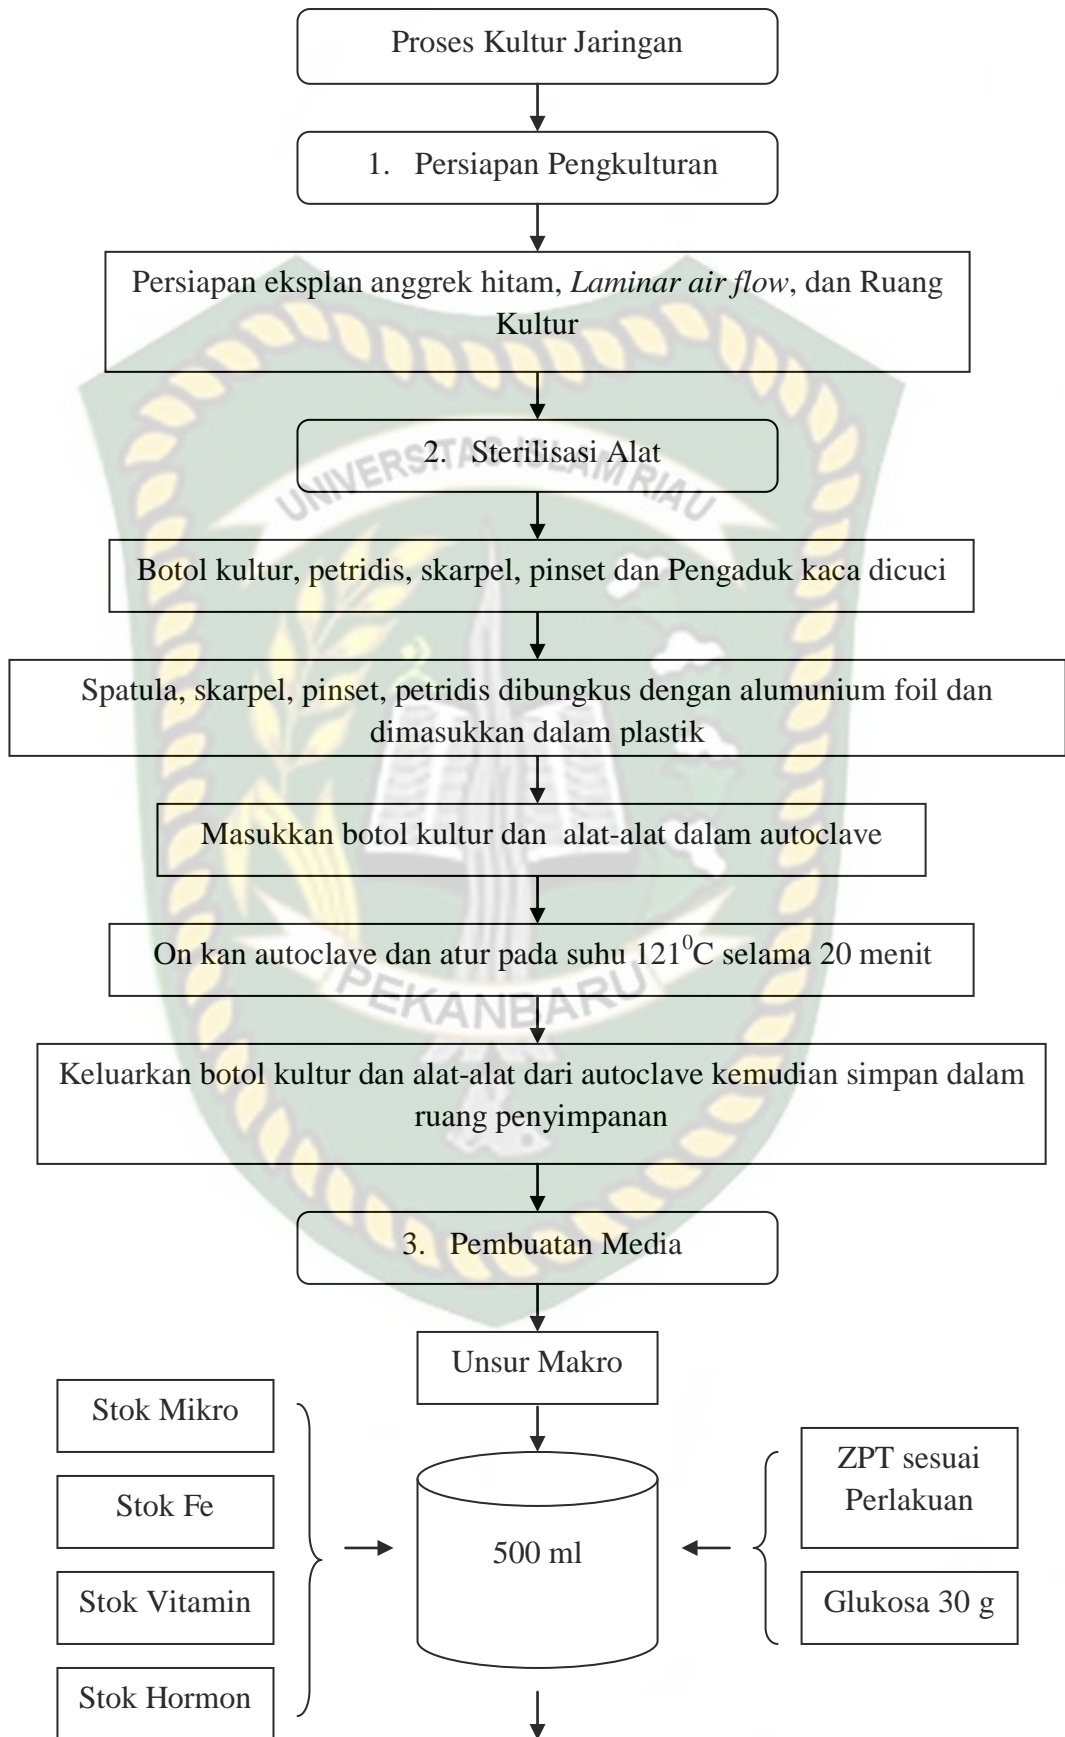 Proses Kultur Jaringan
1. Persiapan Pengkulturan
Persiapan eksplan anggrek hitam, Laminar air flow, dan Ruang
Kultur
UNIVERSITAS ISLAM RIAU
2. Sterilisasi Alat
Botol kultur, petridis, skarpel, pinset dan Pengaduk kaca dicuci
Spatula, skarpel, pinset, petridis dibungkus dengan alumunium foil dan
dimasukkan dalam plastik
Masukkan botol kultur dan alat-alat dalam autoclave
On kan autoclave dan atur pada suhu 121⁰C selama 20 menit
PEKANBARU
Keluarkan botol kultur dan alat-alat dari autoclave kemudian simpan dalam
ruang penyimpanan
3. Pembuatan Media
Unsur Makro
Stok Mikro
Stok Fe
Stok Vitamin
Stok Hormon
500 ml
ZPT sesuai
Perlakuan
Glukosa 30 g